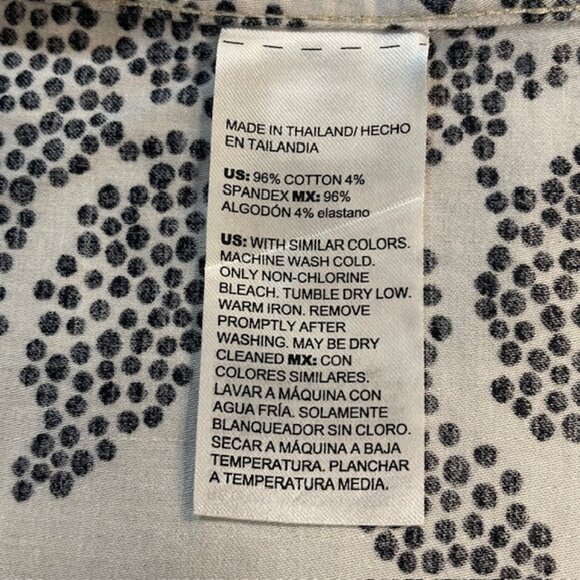 MADE IN THAILAND/ HECHO
EN TAILANDIA
US: 96% COTTON 4%
SPANDEX MX: 96%
ALGODÓN 4% elastano
US: WITH SIMILAR COLORS.
MACHINE WASH COLD.
ONLY NON-CHLORINE
BLEACH. TUMBLE DRY LOW.
WARM IRON. REMOVE
PROMPTLY AFTER
WASHING. MAY BE DRY
CLEANED MX: CON
COLORES SIMILARES.
LAVAR A MÁQUINA CON
AGUA FRÍA. SOLAMENTE
BLANQUEADOR SIN CLORO.
SECAR A MÁQUINA A BAJA
TEMPERATURA. PLANCHAR
A TEMPERATURA MEDIA.